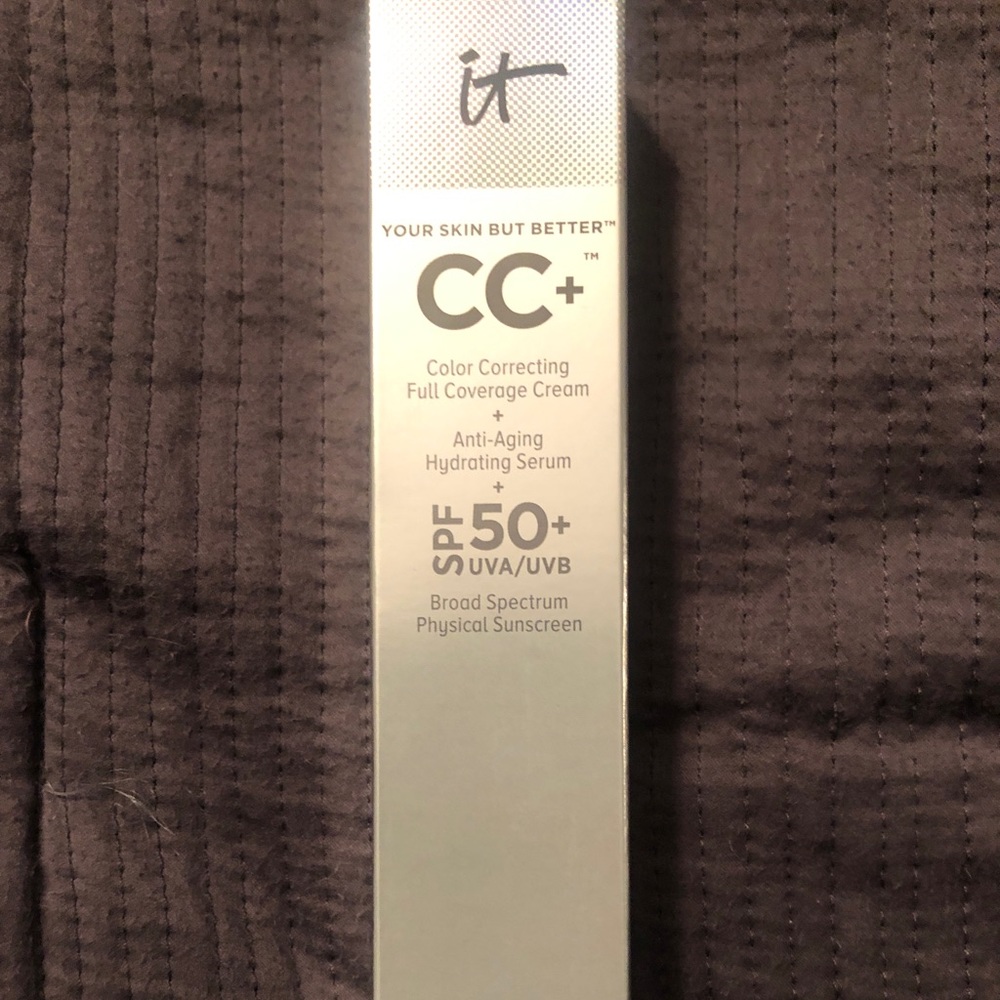 it
YOUR SKIN BUT BETTER™
CC+™
Color Correcting
Full Coverage Cream
+
Anti-Aging
Hydrating Serum
+
SPF 50+
UVA/UVB
Broad Spectrum
Physical Sunscreen